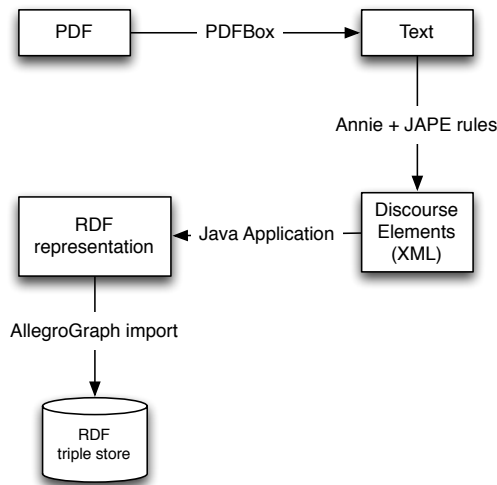 PDF
PDFBox
Text
Annie + JAPE rules
Discourse
Elements
(XML)
Java Application
RDF
representation
AllegroGraph import
RDF
triple store